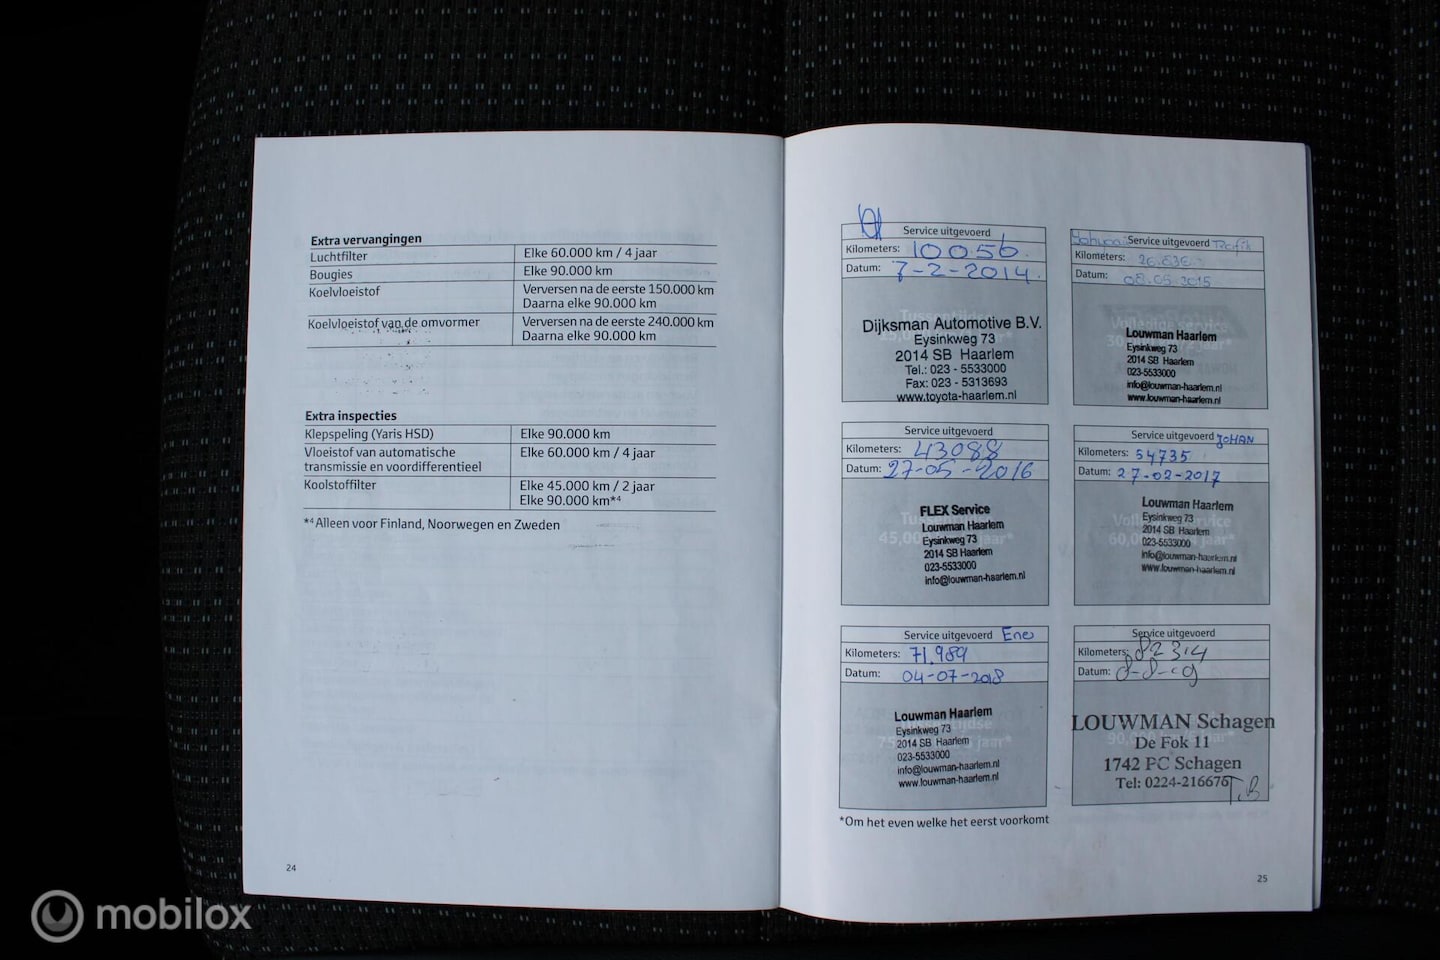 Extra vervangingen
Luchtfilter Elke 60.000 km / 4 jaar
Bougies Elke 90.000 km
Koelvloeistof Verversen na de eerste 150.000 km
Daarna elke 90.000 km
Koelvloeistof van de omvormer Verversen na de eerste 240.000 km
Daarna elke 90.000 km
Extra inspecties
Klepspeling (Yaris HSD) Elke 90.000 km
Vloeistof van automatische
transmissie en voordifferentieel Elke 60.000 km / 4 jaar
Koolstoffilter Elke 45.000 km / 2 jaar
Elke 90.000 km*⁴
*⁴ Alleen voor Finland, Noorwegen en Zweden
24
Service uitgevoerd
Kilometers: 10056
Datum: 7-2-2014
Dijksman Automotive B.V.
Eysinkweg 73
2014 SB Haarlem
Tel.: 023 - 5533000
Fax: 023 - 5313693
www.toyota-haarlem.nl
Service uitgevoerd
Kilometers:
Datum: 08.05.2015
Louwman Haarlem
Eysinkweg 73
2014 SB Haarlem
023-5533000
info@louwman-haarlem.nl
www.louwman-haarlem.nl
Service uitgevoerd
Kilometers: 43088
Datum: 27-05-2016
FLEX Service
Louwman Haarlem
Eysinkweg 73
2014 SB Haarlem
023-5533000
info@louwman-haarlem.nl
Service uitgevoerd JOHAN
Kilometers: 54735
Datum: 27-02-2017
Louwman Haarlem
Eysinkweg 73
2014 SB Haarlem
023-5533000
info@louwman-haarlem.nl
www.louwman-haarlem.nl
Service uitgevoerd
Kilometers: 71.989
Datum: 04-07-2018
Louwman Haarlem
Eysinkweg 73
2014 SB Haarlem
023-5533000
info@louwman-haarlem.nl
www.louwman-haarlem.nl
Service uitgevoerd
Kilometers: 82314
Datum:
LOUWMAN Schagen
De Fok 11
1742 PC Schagen
Tel: 0224-216676
T.B
*Om het even welke het eerst voorkomt
25
mobilox